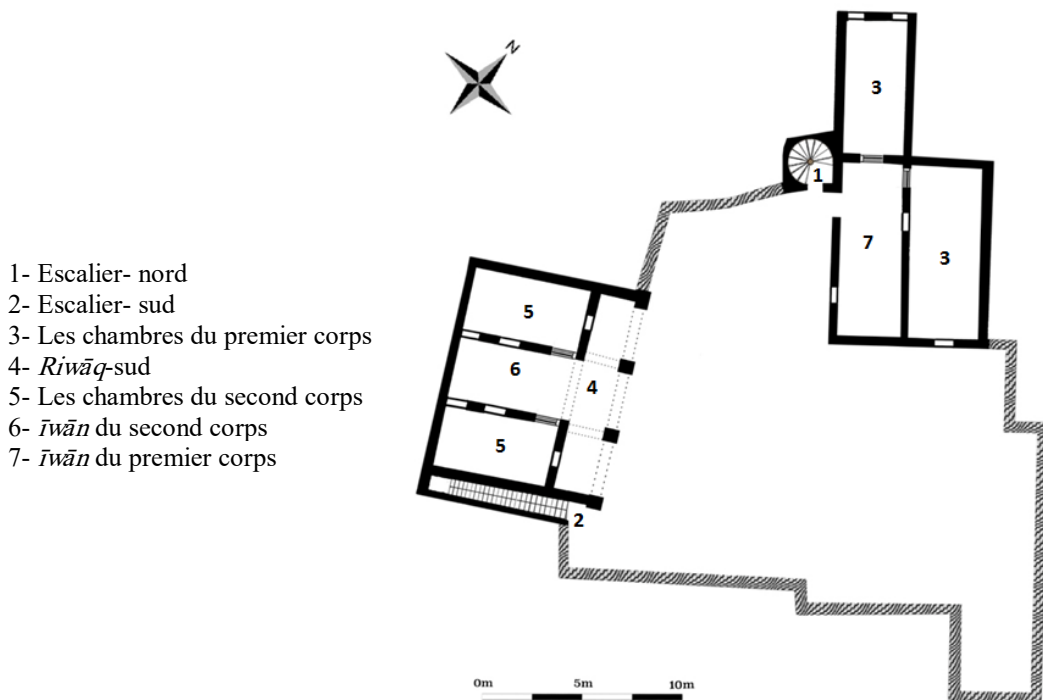 N
3
1
7
3
1- Escalier- nord
2- Escalier- sud
3- Les chambres du premier corps
4- Riwāq-sud
5- Les chambres du second corps
6- īwān du second corps
7- īwān du premier corps
5
6
4
5
2
0m 5m 10m